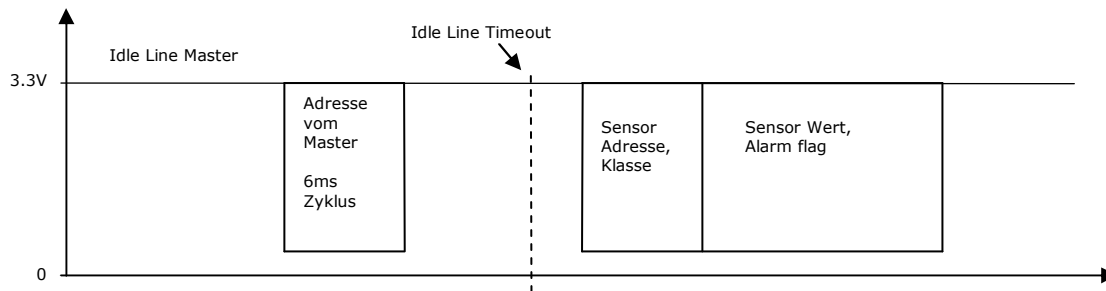 Idle Line Timeout
Idle Line Master
3.3V
Adresse
vom
Master
6ms
Zyklus
Sensor
Adresse,
Klasse
Sensor Wert,
Alarm flag
0